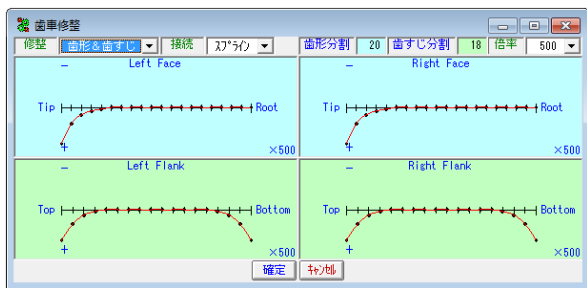 歯車修整
修整 歯形&歯すじ 接続 ｽﾌﾟﾗｲﾝ 歯形分割 20 歯すじ分割 18 倍率 500
− Left Face
Tip Root
+ ×500
− Right Face
Tip Root
+ ×500
− Left Flank
Top Bottom
+ ×500
− Right Flank
Top Bottom
+ ×500
確定 ｷｬﾝｾﾙ